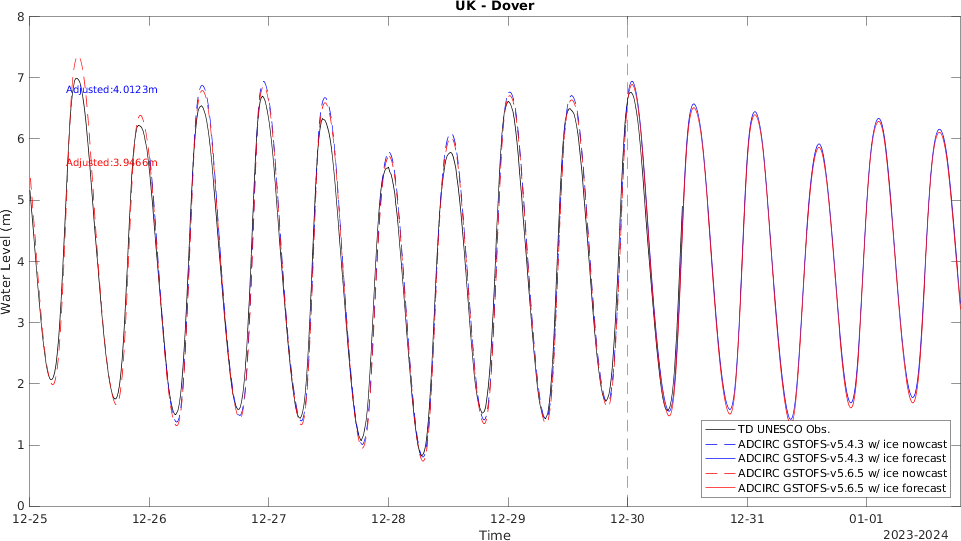 UK - Dover
8
7
6
5
4
3
2
1
0
Water Level (m)
Adjusted:4.0123m
Adjusted:3.9466m
TD UNESCO Obs.
ADCIRC GSTOFS-v5.4.3 w/ ice nowcast
ADCIRC GSTOFS-v5.4.3 w/ ice forecast
ADCIRC GSTOFS-v5.6.5 w/ ice nowcast
ADCIRC GSTOFS-v5.6.5 w/ ice forecast
12-25 12-26 12-27 12-28 12-29 12-30 12-31 01-01
Time
2023-2024